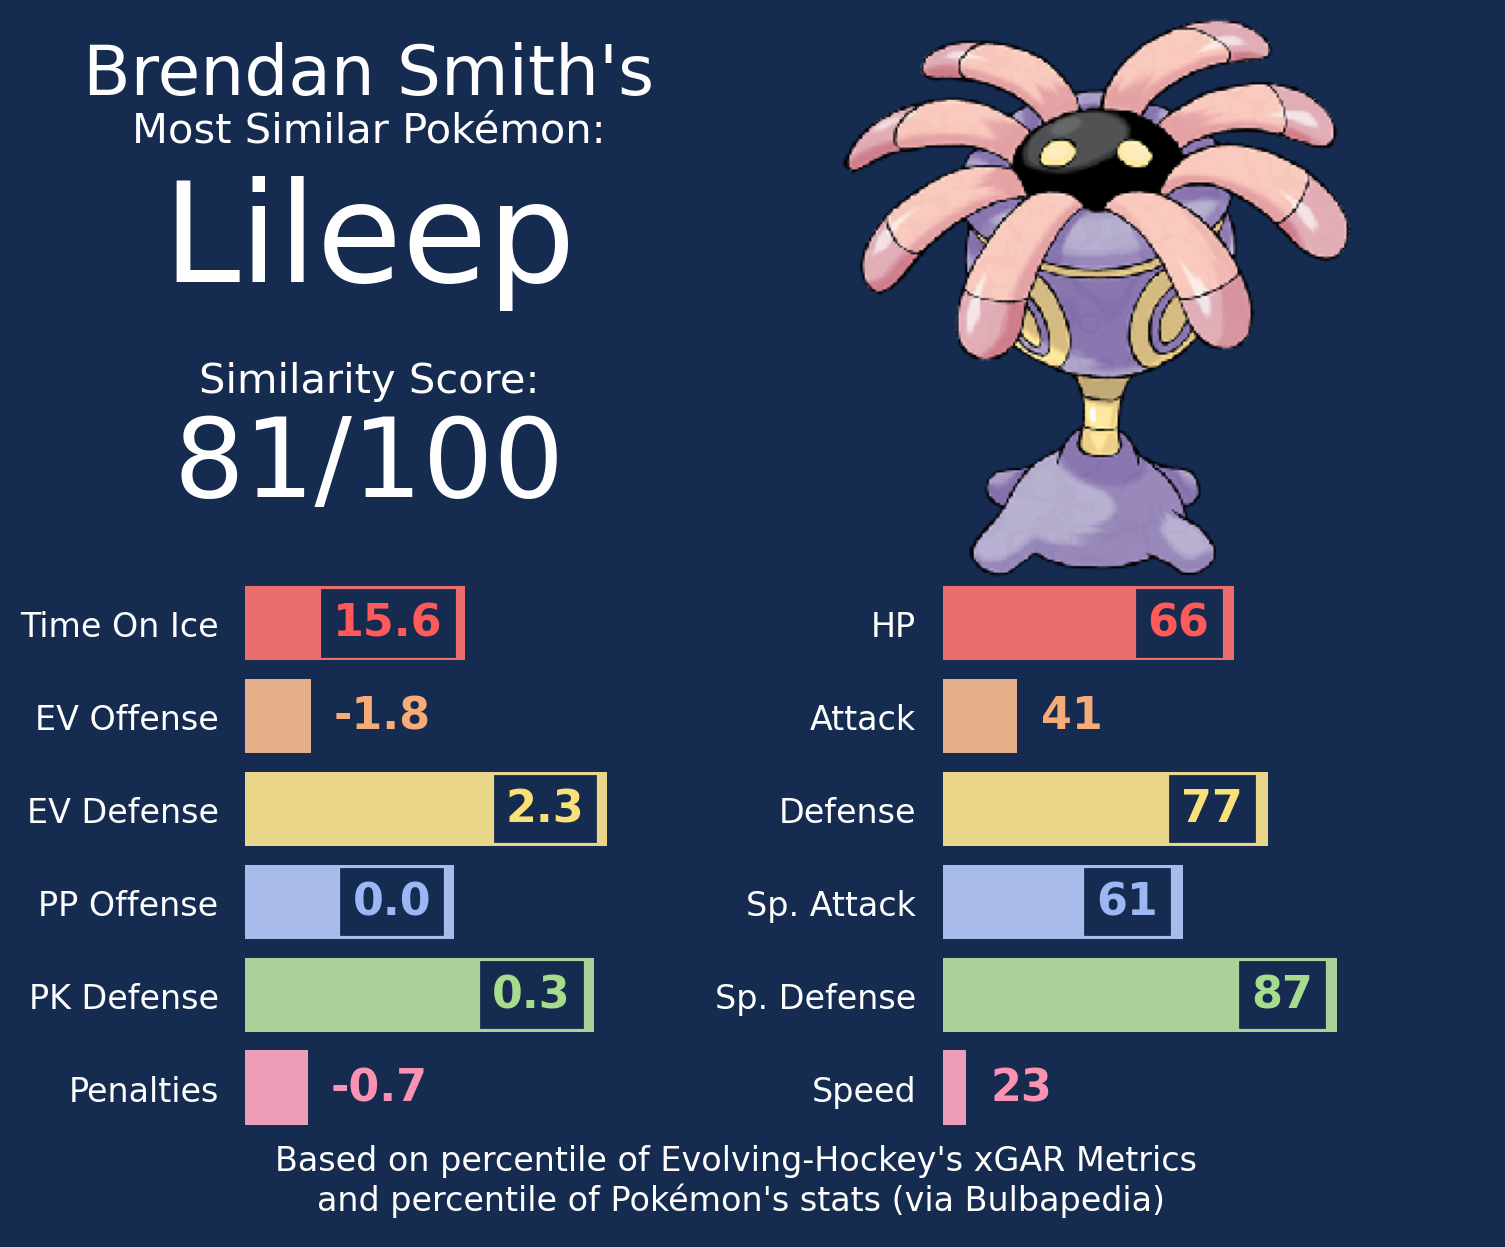 Brendan Smith's
Most Similar Pokémon:
Lileep
Similarity Score:
81/100
Time On Ice 15.6
EV Offense -1.8
EV Defense 2.3
PP Offense 0.0
PK Defense 0.3
Penalties -0.7
HP 66
Attack 41
Defense 77
Sp. Attack 61
Sp. Defense 87
Speed 23
Based on percentile of Evolving-Hockey's xGAR Metrics
and percentile of Pokémon's stats (via Bulbapedia)